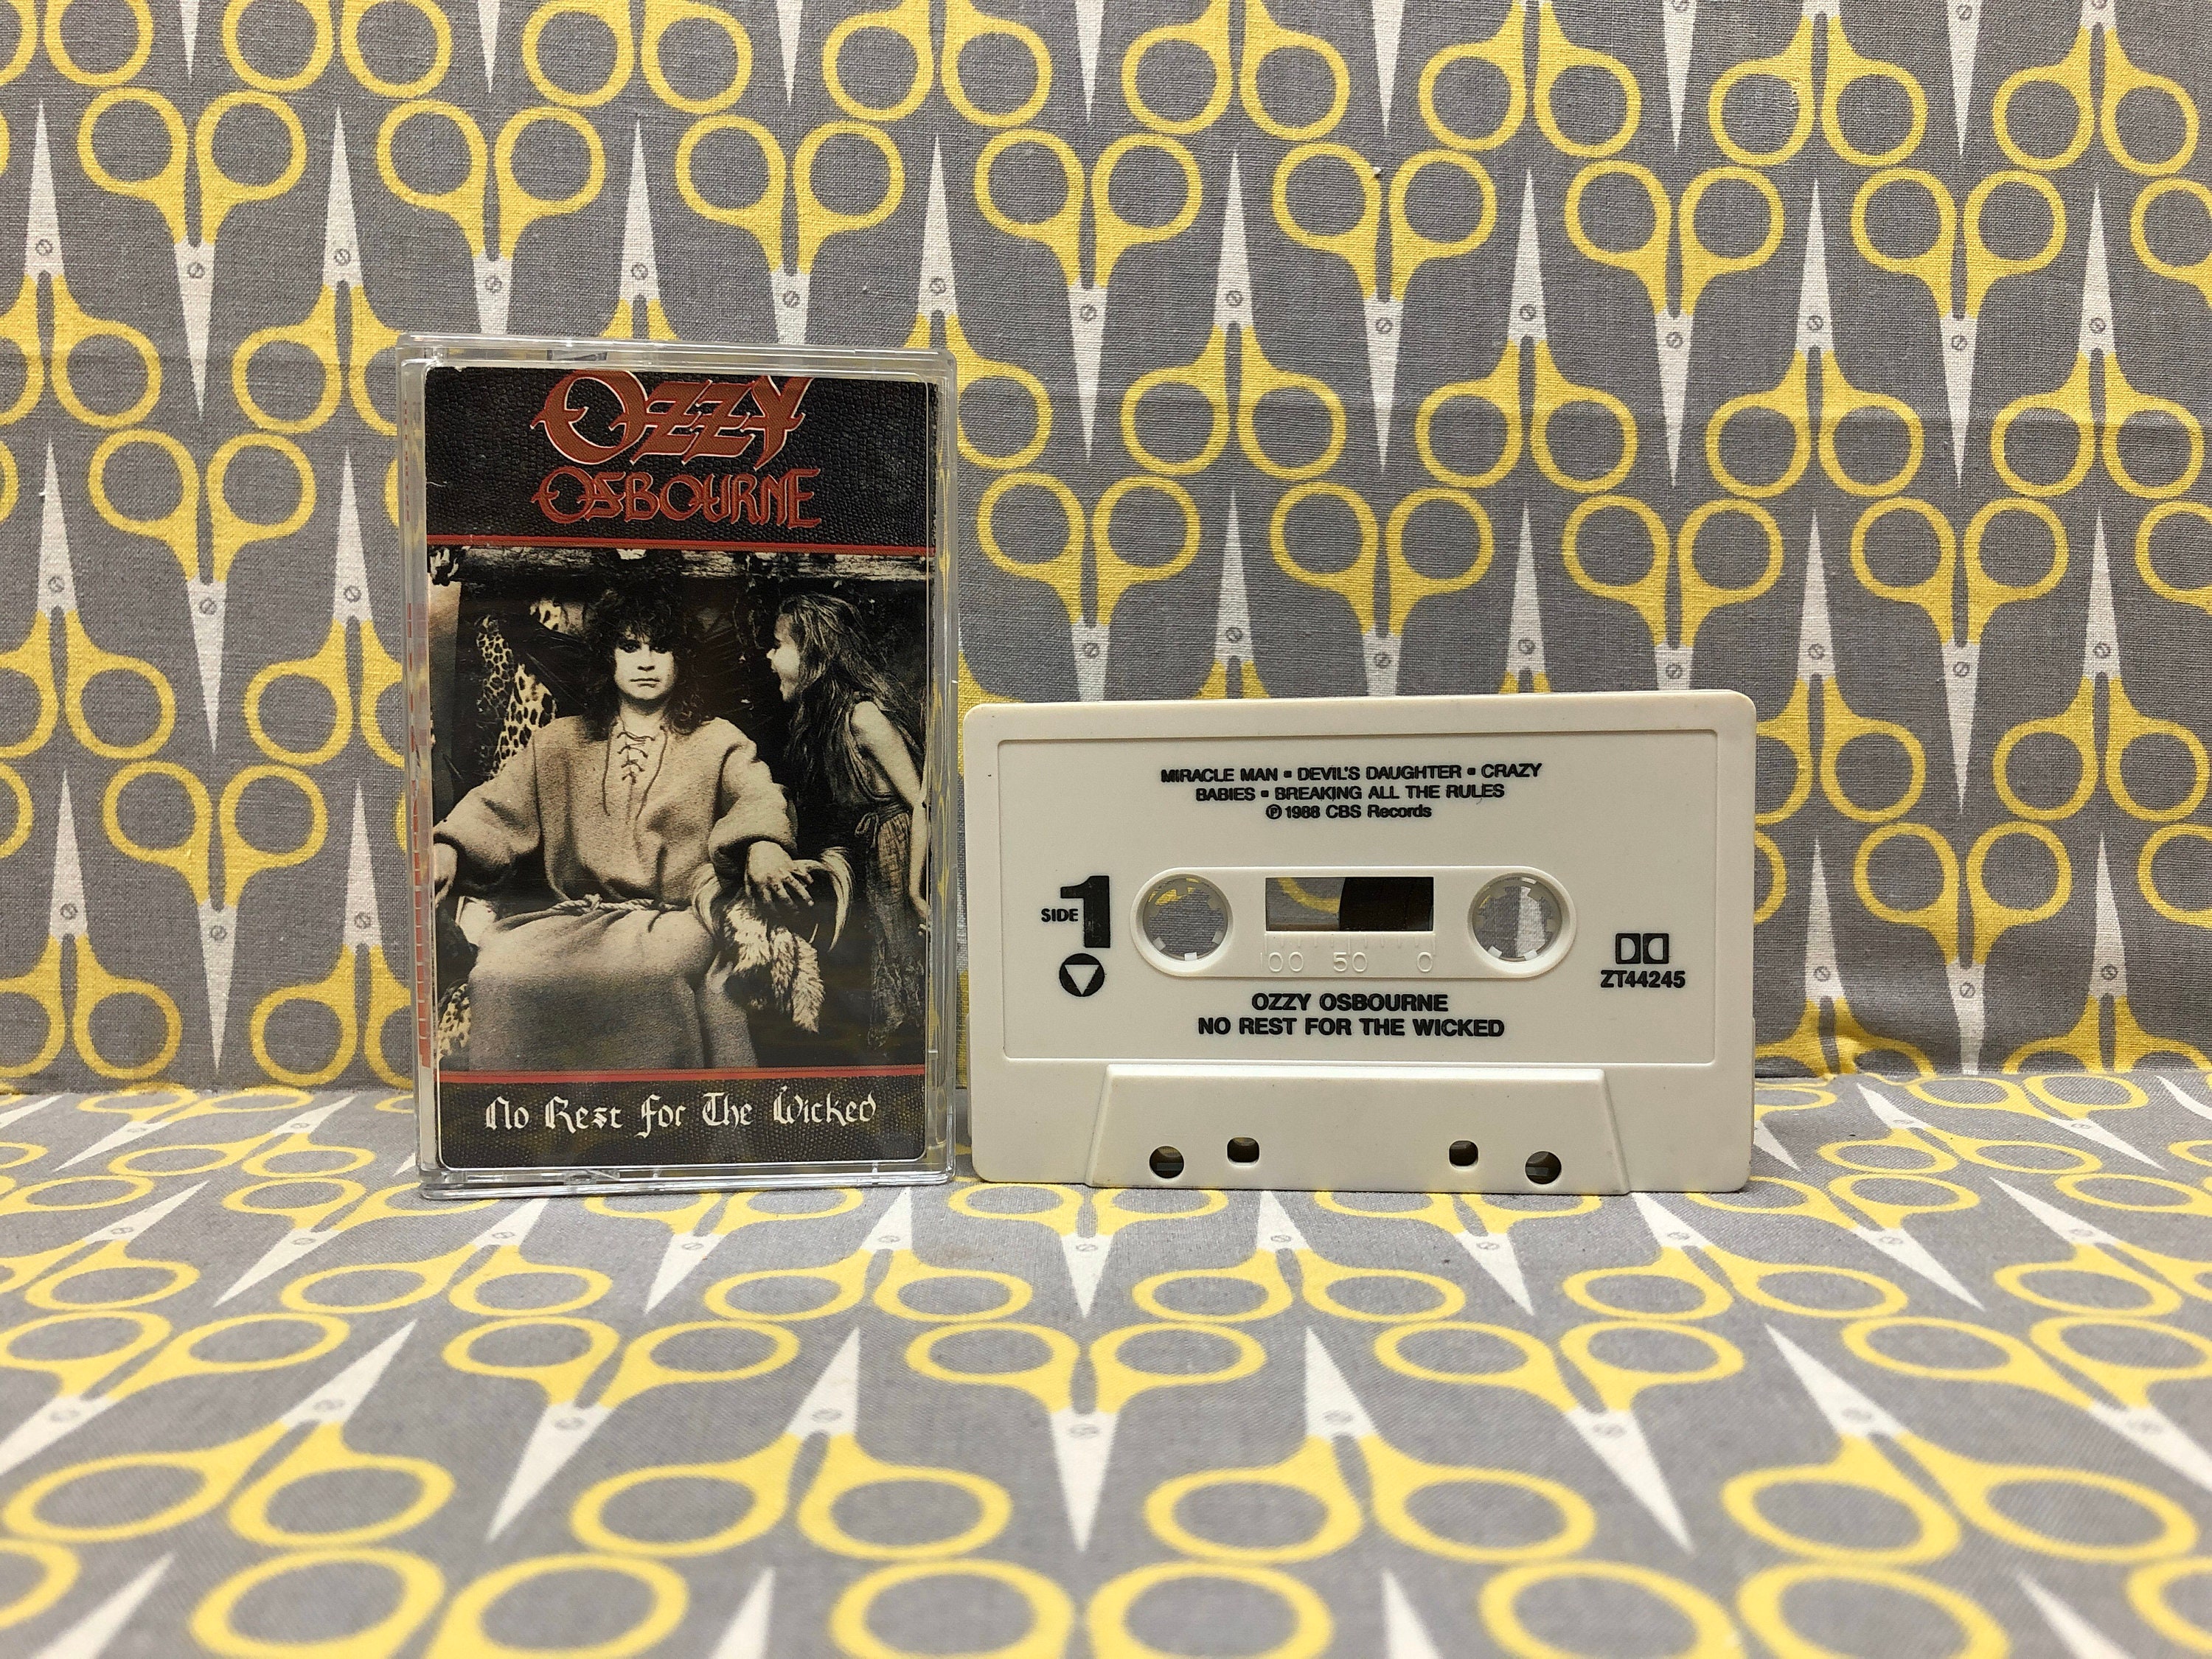 OZZY
OSBOURNE
No Rest for The Wicked
MIRACLE MAN ▪ DEVIL'S DAUGHTER ▪ CRAZY
BABIES ▪ BREAKING ALL THE RULES
℗ 1988 CBS Records
SIDE 1
100 50 0
ZT44245
OZZY OSBOURNE
NO REST FOR THE WICKED